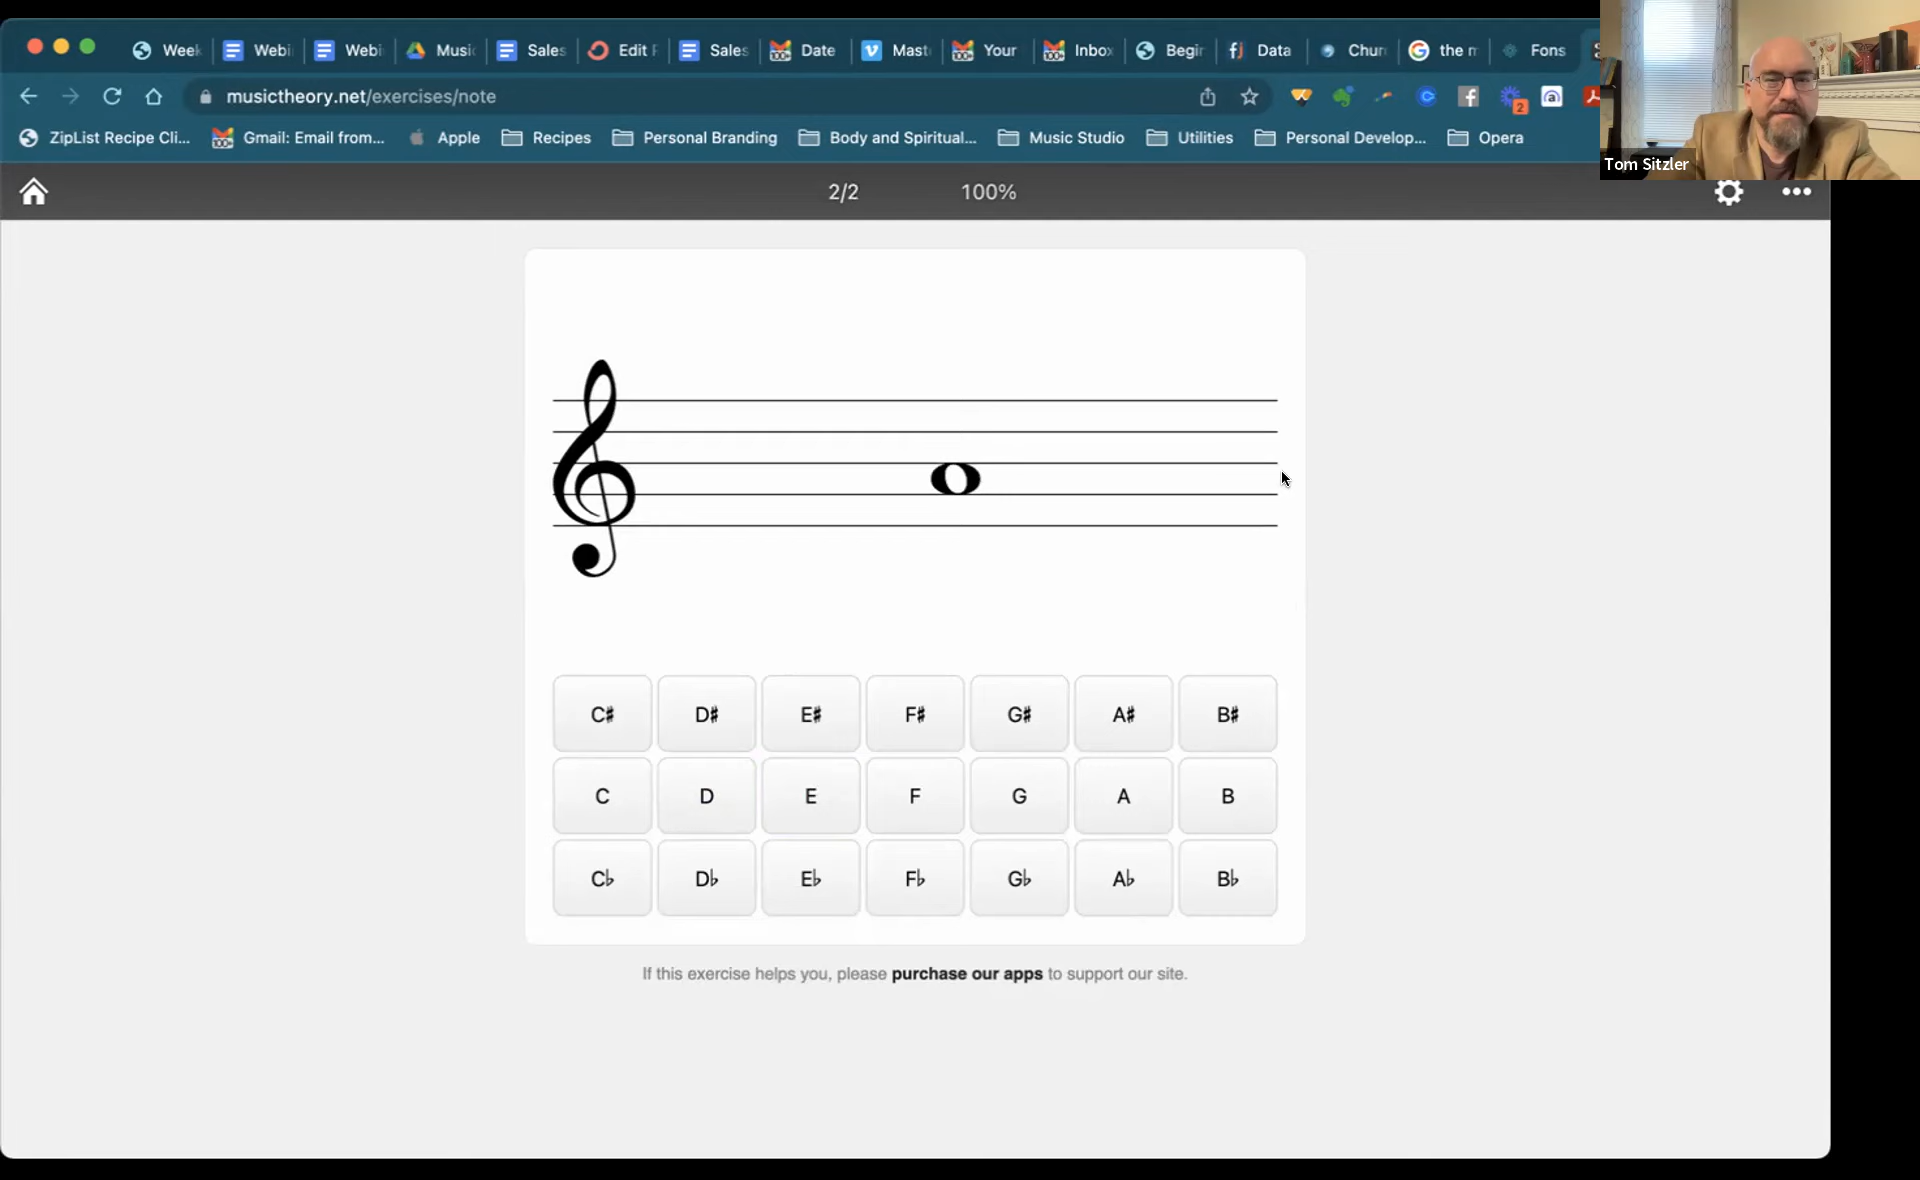 Week Webi Webi Music Sales Edit F Sales Date Mast Your Inbox Begir Data Chur the m Fons
musictheory.net/exercises/note
2
ZipList Recipe Cli... Gmail: Email from... Apple Recipes Personal Branding Body and Spiritual... Music Studio Utilities Personal Develop... Opera
Tom Sitzler
2/2 100%
C♯ D♯ E♯ F♯ G♯ A♯ B♯
C D E F G A B
C♭ D♭ E♭ F♭ G♭ A♭ B♭
If this exercise helps you, please purchase our apps to support our site.